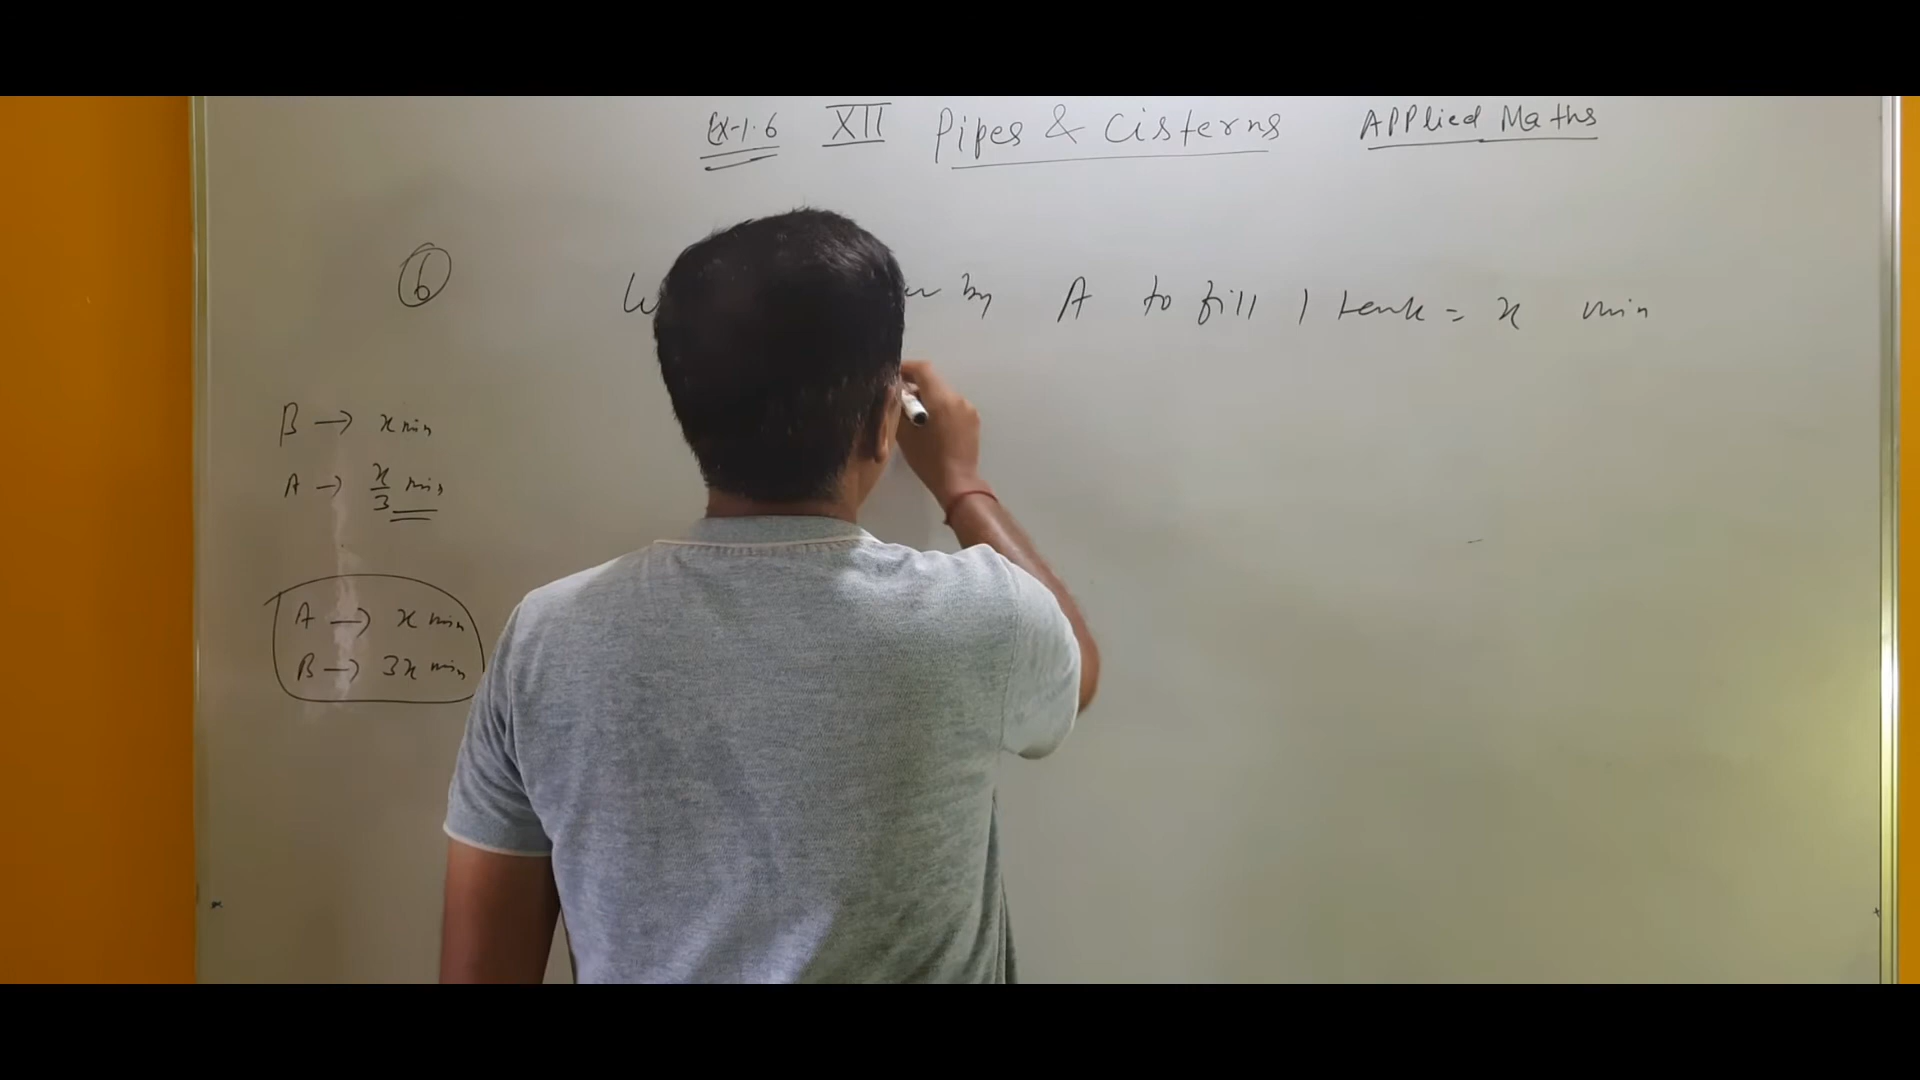 Ex-1.6 XII Pipes & Cisterns Applied Maths
6
by A to fill 1 tank = x min
B → x min
A → x/3 min
A → x min
B → 3x min